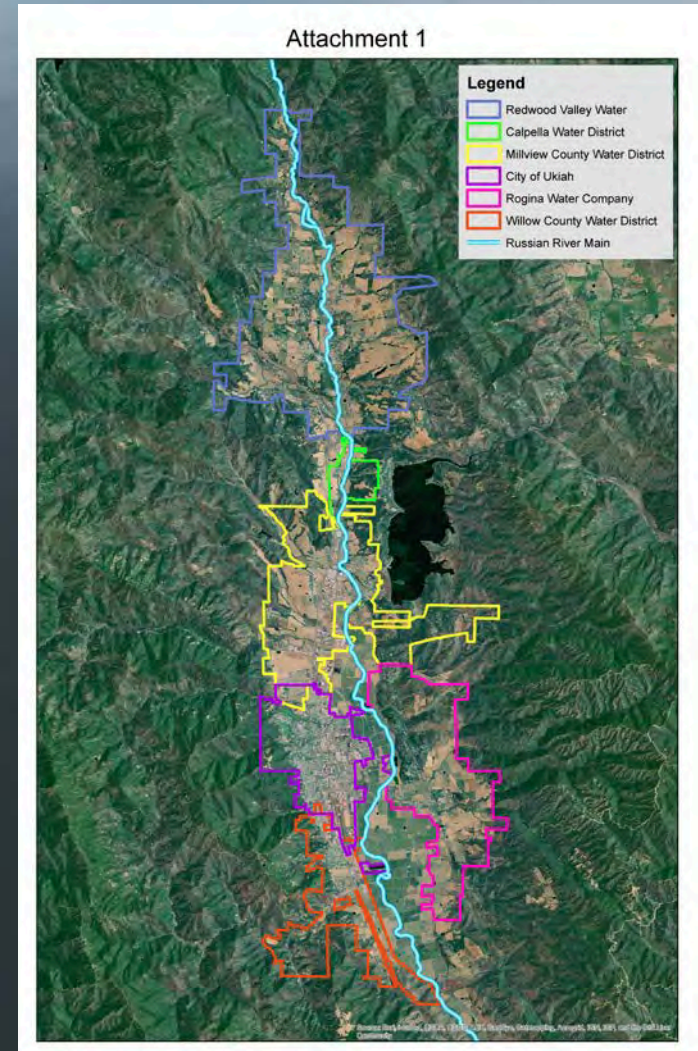 Attachment 1
Legend
Redwood Valley Water
Calpella Water District
Millview County Water District
City of Ukiah
Rogina Water Company
Willow County Water District
Russian River Main
Community